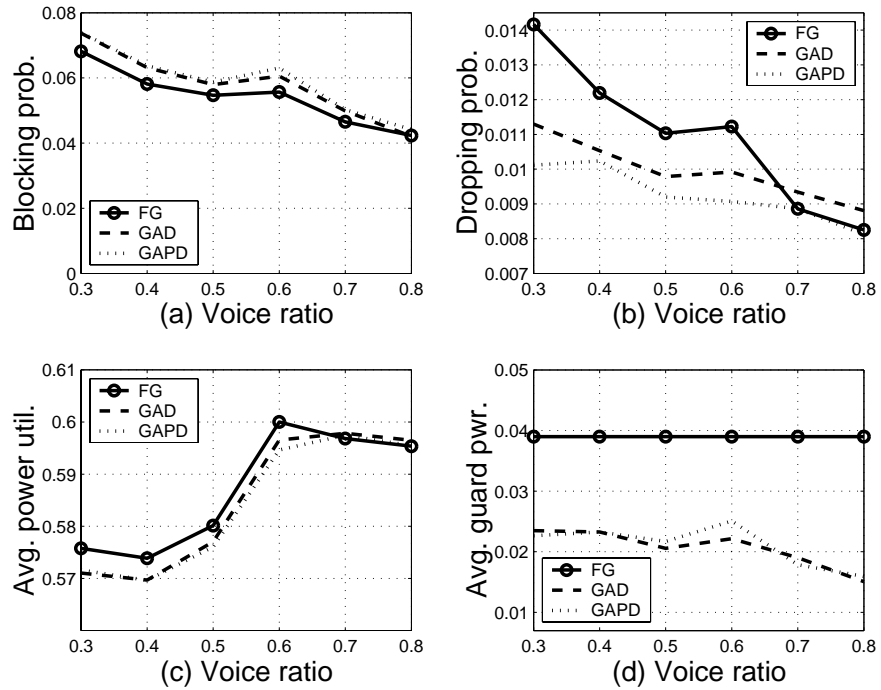 0.08
0.06
0.04
0.02
0
Blocking prob.
FG
GAD
GAPD
0.3 0.4 0.5 0.6 0.7 0.8
(a) Voice ratio
0.014
0.013
0.012
0.011
0.01
0.009
0.008
0.007
Dropping prob.
FG
GAD
GAPD
0.3 0.4 0.5 0.6 0.7 0.8
(b) Voice ratio
0.61
0.6
0.59
0.58
0.57
Avg. power util.
FG
GAD
GAPD
0.3 0.4 0.5 0.6 0.7 0.8
(c) Voice ratio
0.05
0.04
0.03
0.02
0.01
Avg. guard pwr.
FG
GAD
GAPD
0.3 0.4 0.5 0.6 0.7 0.8
(d) Voice ratio